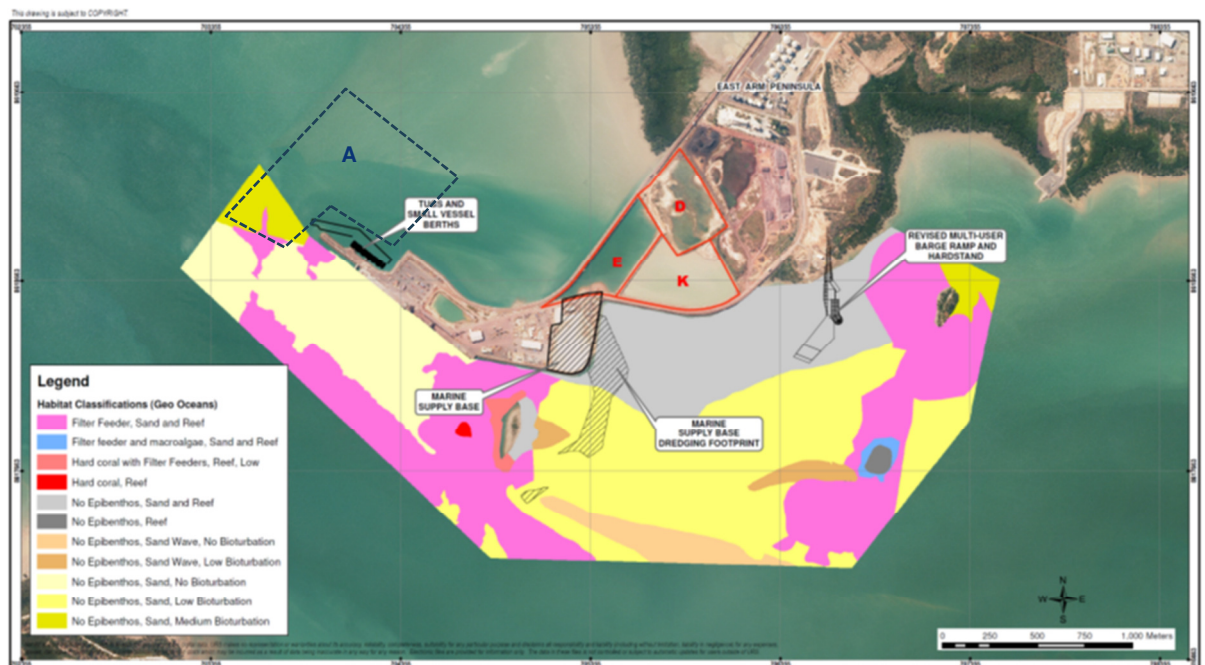 This drawing is subject to COPYRIGHT.
EAST ARM PENINSULA
A
TUGS AND
SMALL VESSEL
BERTHS
D
E
K
REVISED MULTI-USER
BARGE RAMP AND
HARDSTAND
MARINE
SUPPLY BASE
MARINE
SUPPLY BASE
DREDGING FOOTPRINT
Legend
Habitat Classifications (Geo Oceans)
Filter Feeder, Sand and Reef
Filter feeder and macroalgae, Sand and Reef
Hard coral with Filter Feeders, Reef, Low
Hard coral, Reef
No Epibenthos, Sand and Reef
No Epibenthos, Reef
No Epibenthos, Sand Wave, No Bioturbation
No Epibenthos, Sand Wave, Low Bioturbation
No Epibenthos, Sand, No Bioturbation
No Epibenthos, Sand, Low Bioturbation
No Epibenthos, Sand, Medium Bioturbation
N
W E
S
0 250 500 750 1,000 Meters